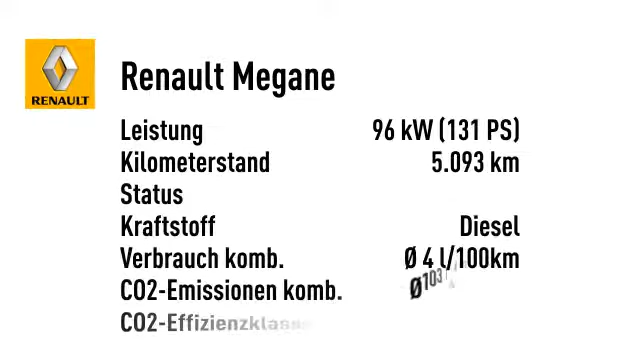 RENAULT
Renault Megane
Leistung 96 kW (131 PS)
Kilometerstand 5.093 km
Status
Kraftstoff Diesel
Verbrauch komb. Ø 4 l/100km
CO2-Emissionen komb. Ø 103
CO2-Effizienzklasse